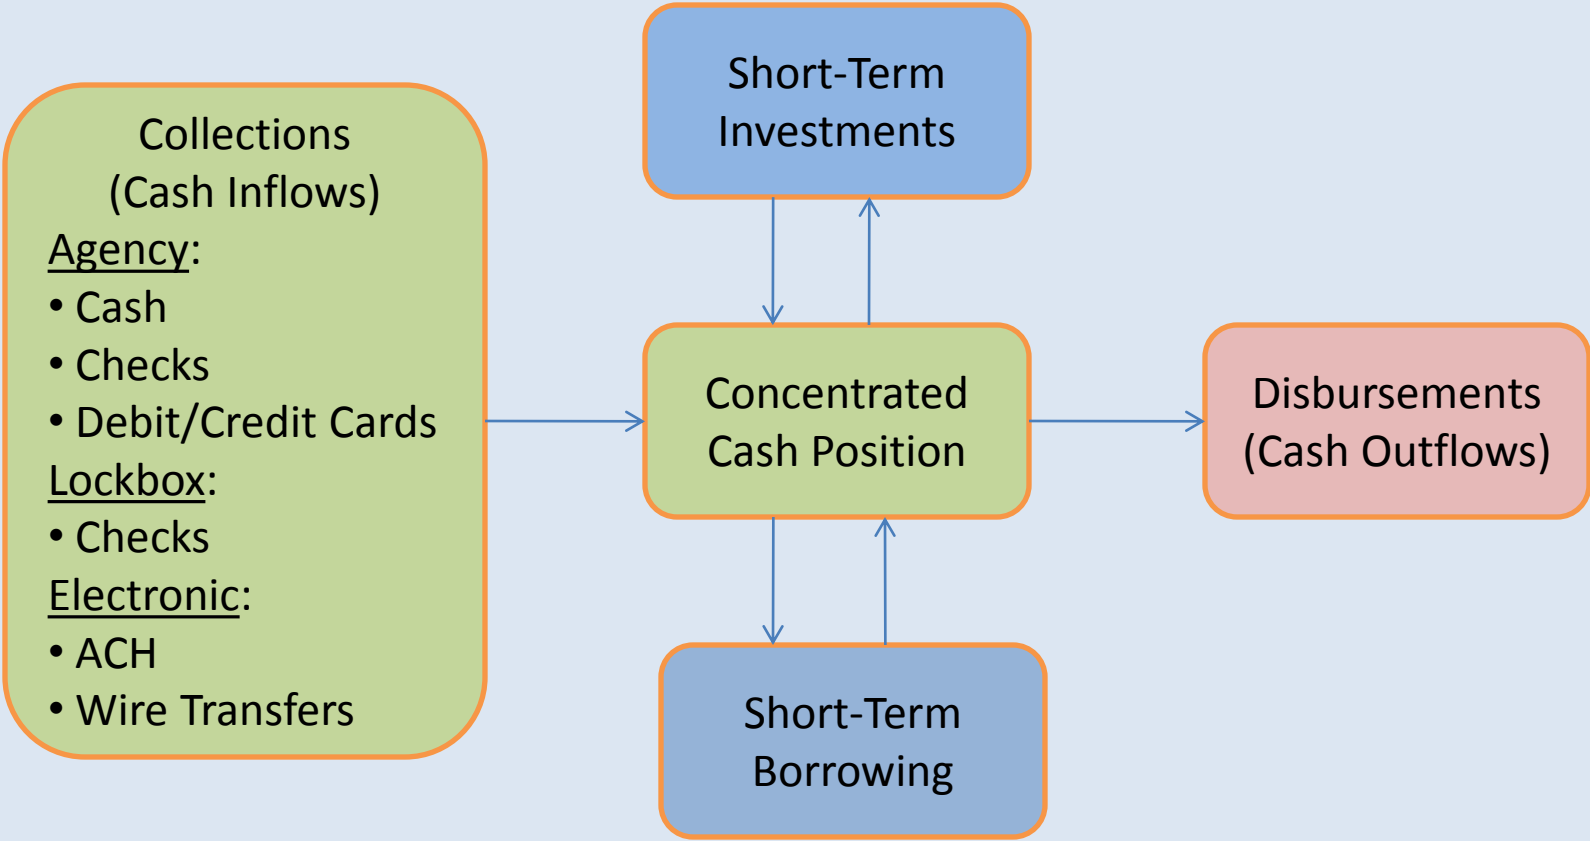 Collections
(Cash Inflows)
Agency:
• Cash
• Checks
• Debit/Credit Cards
Lockbox:
• Checks
Electronic:
• ACH
• Wire Transfers
Short-Term
Investments
Concentrated
Cash Position
Short-Term
Borrowing
Disbursements
(Cash Outflows)